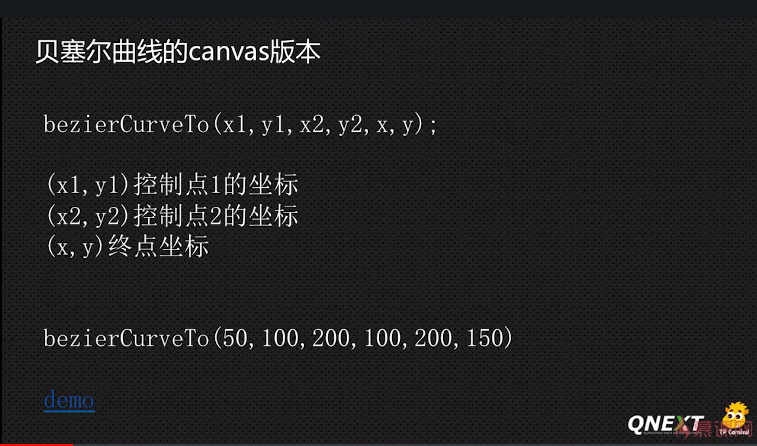 贝塞尔曲线的canvas版本
bezierCurveTo(x1,y1,x2,y2,x,y);
(x1,y1)控制点1的坐标
(x2,y2)控制点2的坐标
(x,y)终点坐标
bezierCurveTo(50,100,200,100,200,150)
demo
QNEXT